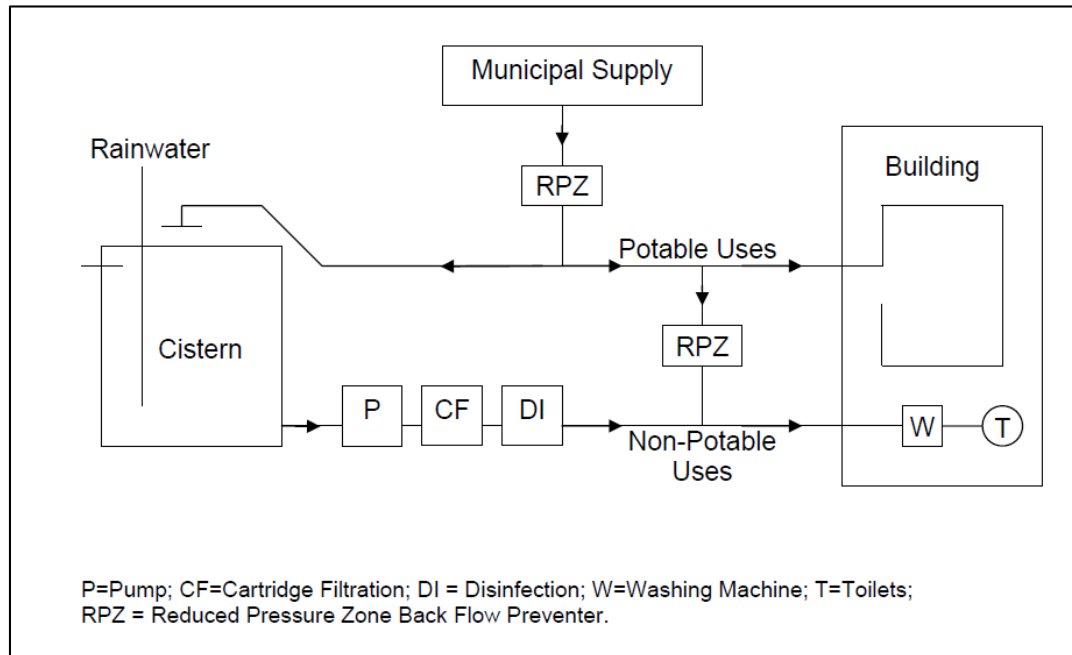 Municipal Supply
Rainwater
RPZ
Building
Potable Uses
Cistern
RPZ
P
CF
DI
Non-Potable
Uses
W
T
P=Pump; CF=Cartridge Filtration; DI = Disinfection; W=Washing Machine; T=Toilets;
RPZ = Reduced Pressure Zone Back Flow Preventer.